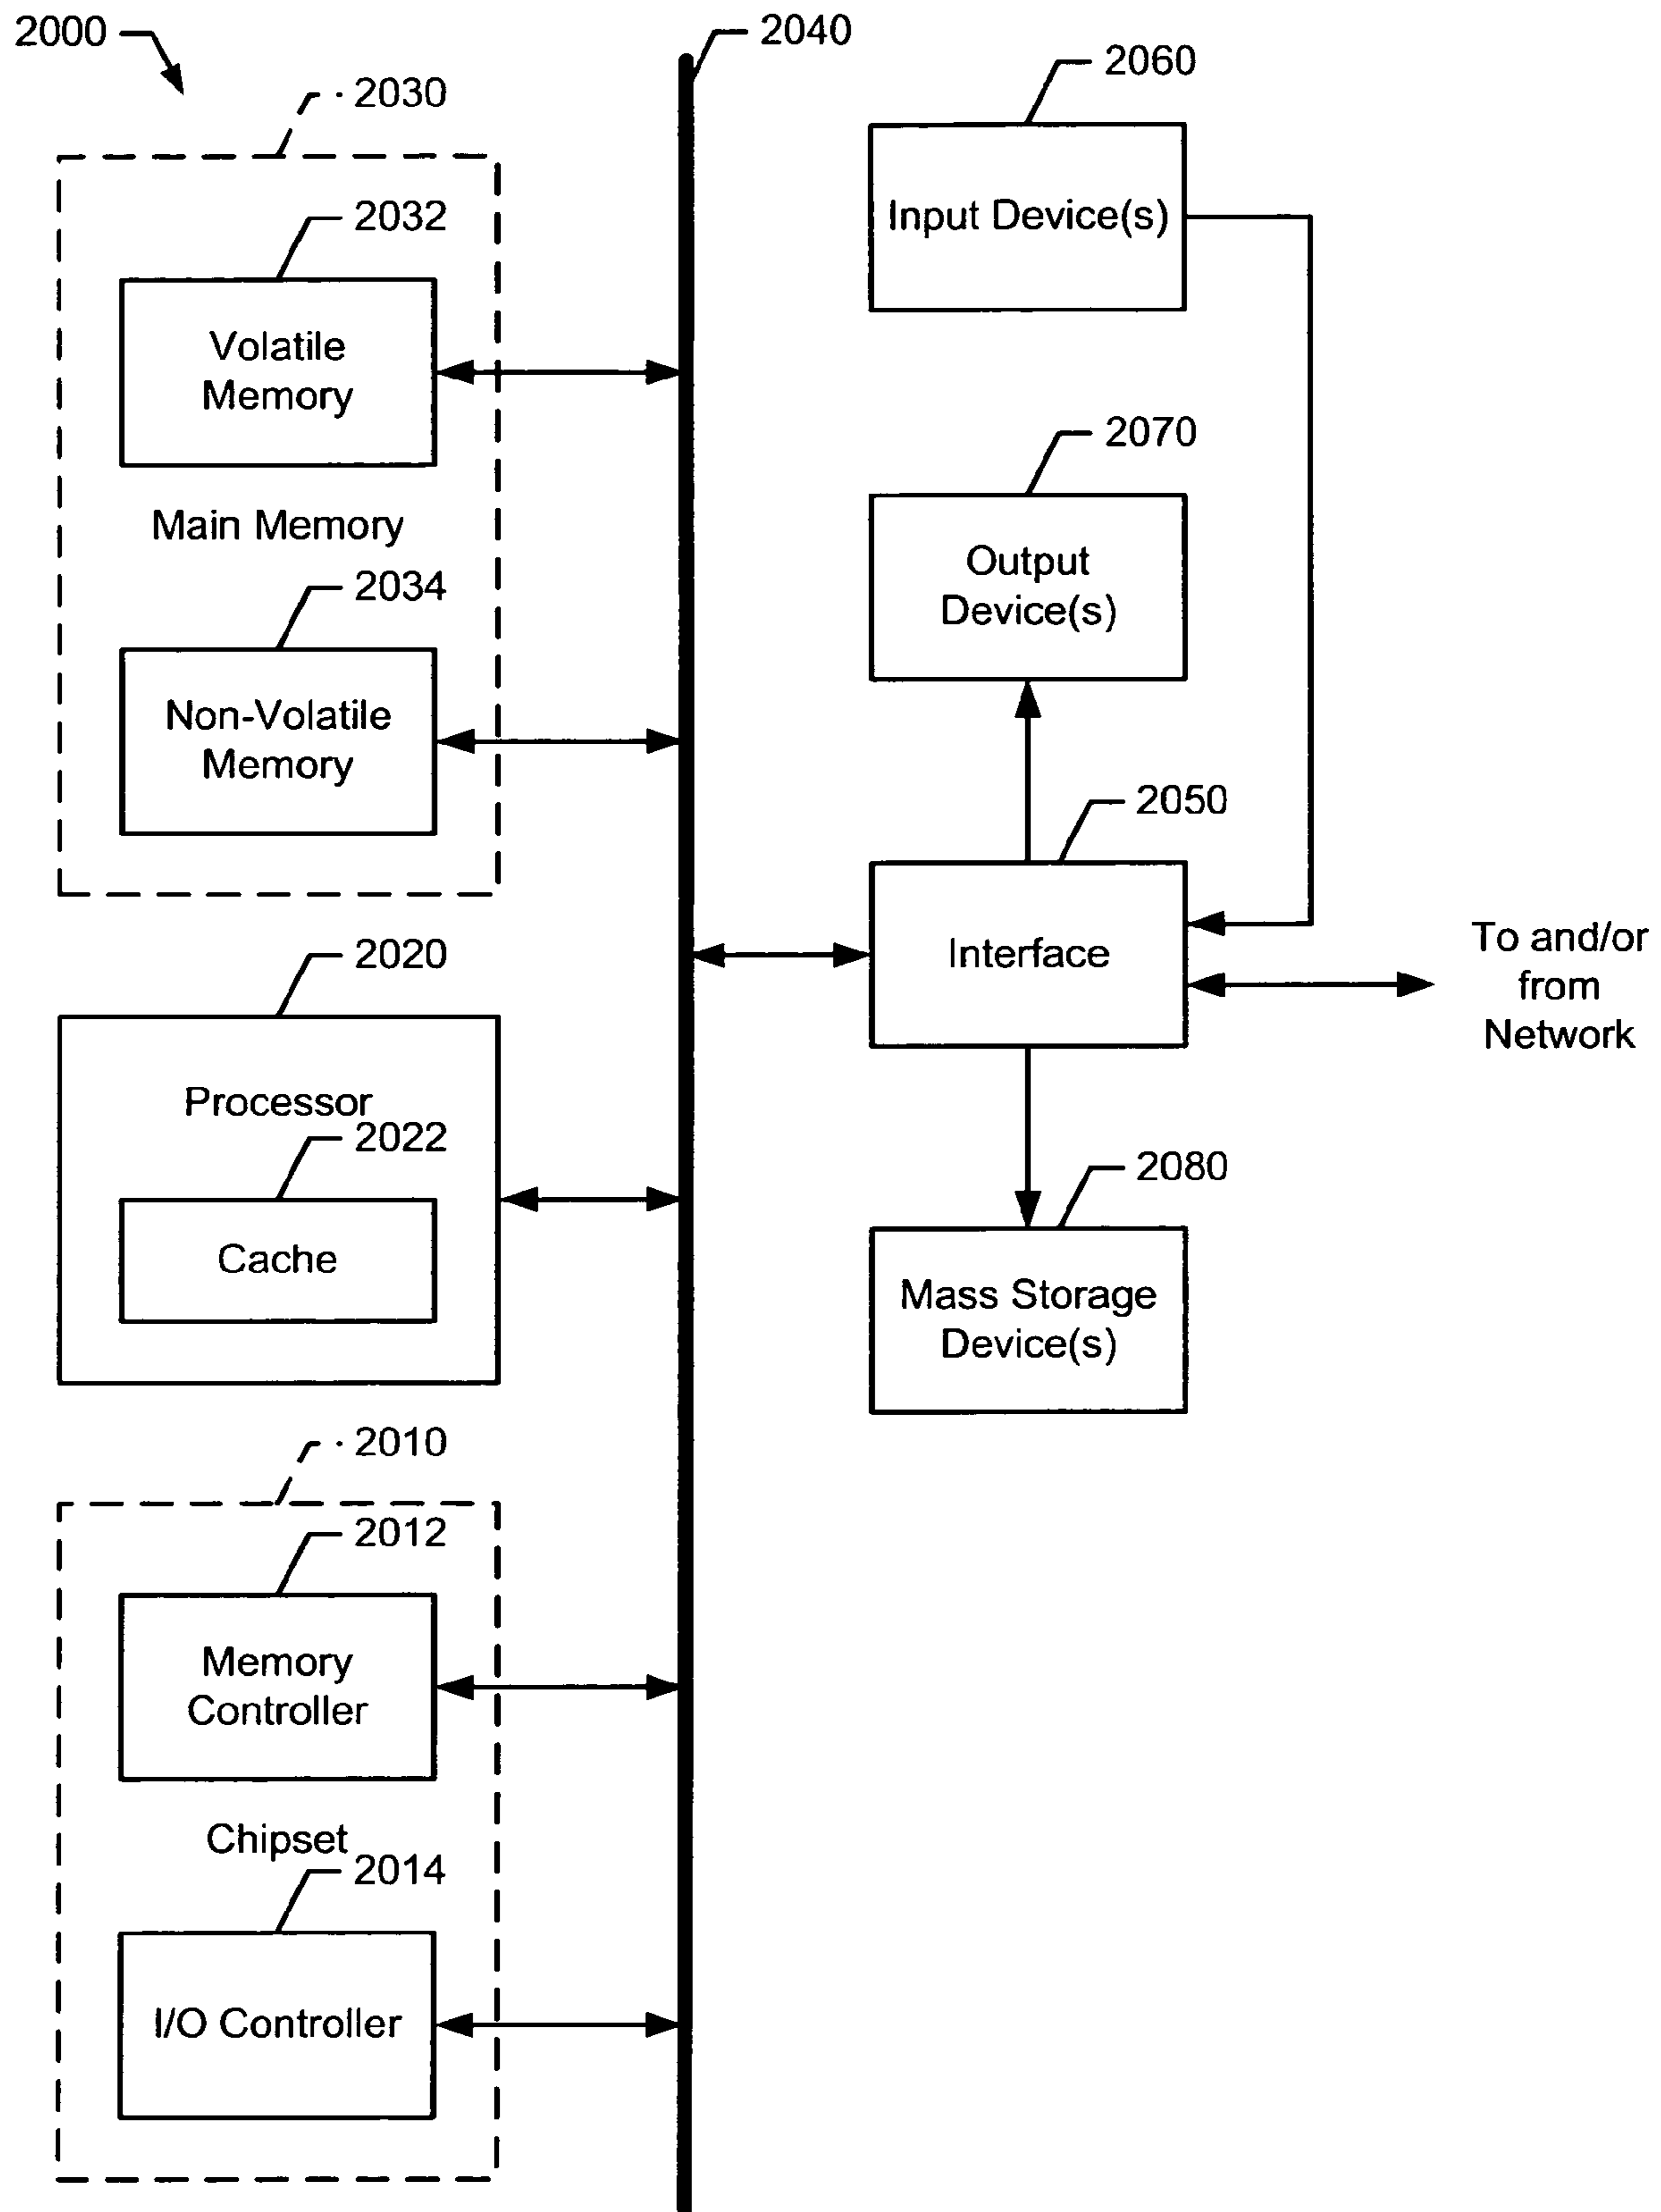 2000
2040
2060
2030
2032
Input Device(s)
Volatile
Memory
2070
Main Memory
Output
Device(s)
2034
Non-Volatile
Memory
2050
Interface
To and/or
from
Network
2020
Processor
2022
Cache
2080
Mass Storage
Device(s)
2010
2012
Memory
Controller
Chipset
2014
I/O Controller